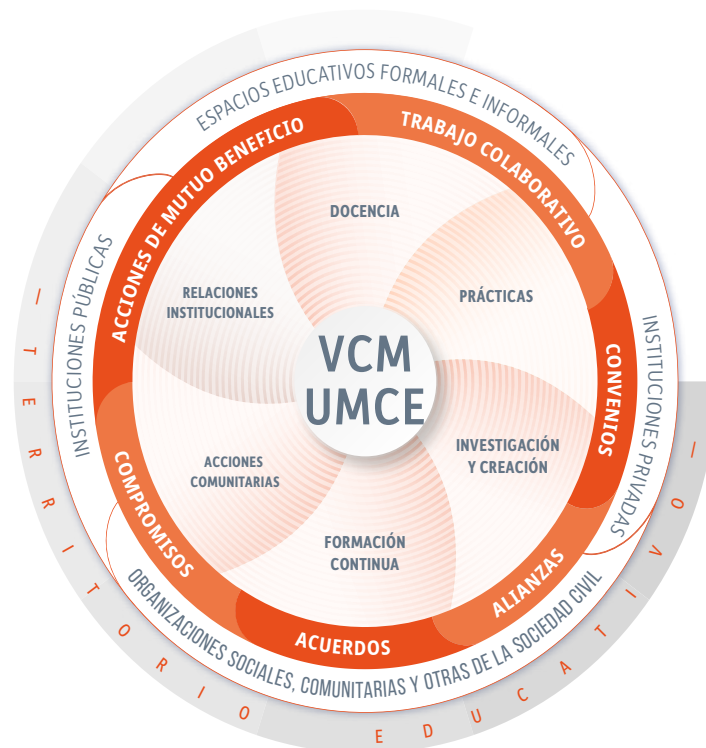 ESPACIOS EDUCATIVOS FORMALES E INFORMALES
INSTITUCIONES PRIVADAS
ORGANIZACIONES SOCIALES, COMUNITARIAS Y OTRAS DE LA SOCIEDAD CIVIL
INSTITUCIONES PÚBLICAS
TRABAJO COLABORATIVO
CONVENIOS
ALIANZAS
ACUERDOS
COMPROMISOS
ACCIONES DE MUTUO BENEFICIO
DOCENCIA
PRÁCTICAS
INVESTIGACIÓN
Y CREACIÓN
FORMACIÓN
CONTINUA
ACCIONES
COMUNITARIAS
RELACIONES
INSTITUCIONALES
VCM
UMCE
— TERRITORIO EDUCATIVO —